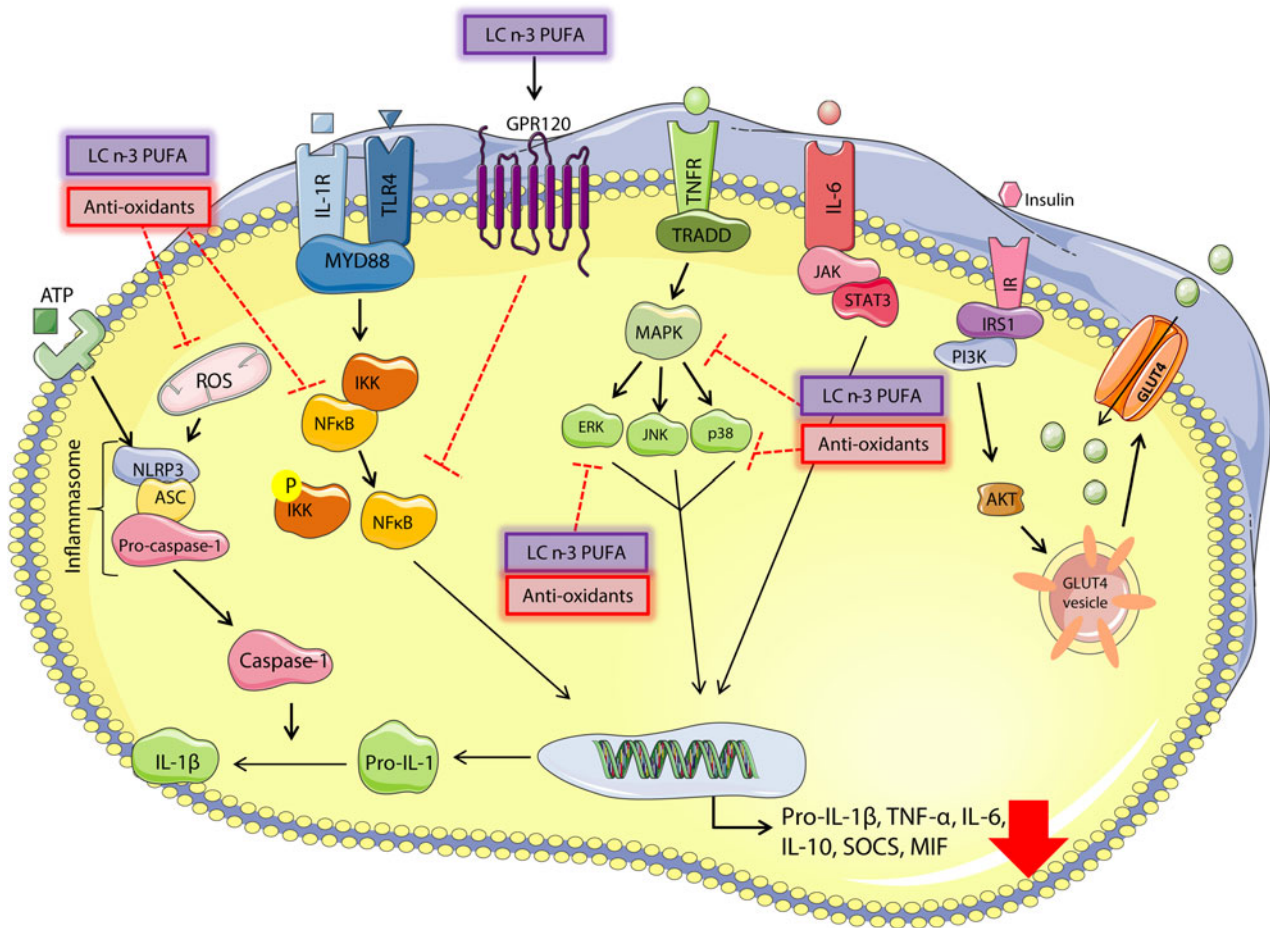 LC n-3 PUFA
GPR120
LC n-3 PUFA
Anti-oxidants
IL-1R
TLR4
MYD88
TNFR
TRADD
IL-6
JAK
STAT3
Insulin
IR
IRS1
PI3K
GLUT4
ATP
ROS
IKK
NFκB
MAPK
ERK
JNK
p38
LC n-3 PUFA
Anti-oxidants
Inflammasome
NLRP3
ASC
Pro-caspase-1
P
IKK
NFκB
AKT
LC n-3 PUFA
Anti-oxidants
GLUT4
vesicle
Caspase-1
IL-1β
Pro-IL-1
Pro-IL-1β, TNF-α, IL-6,
IL-10, SOCS, MIF